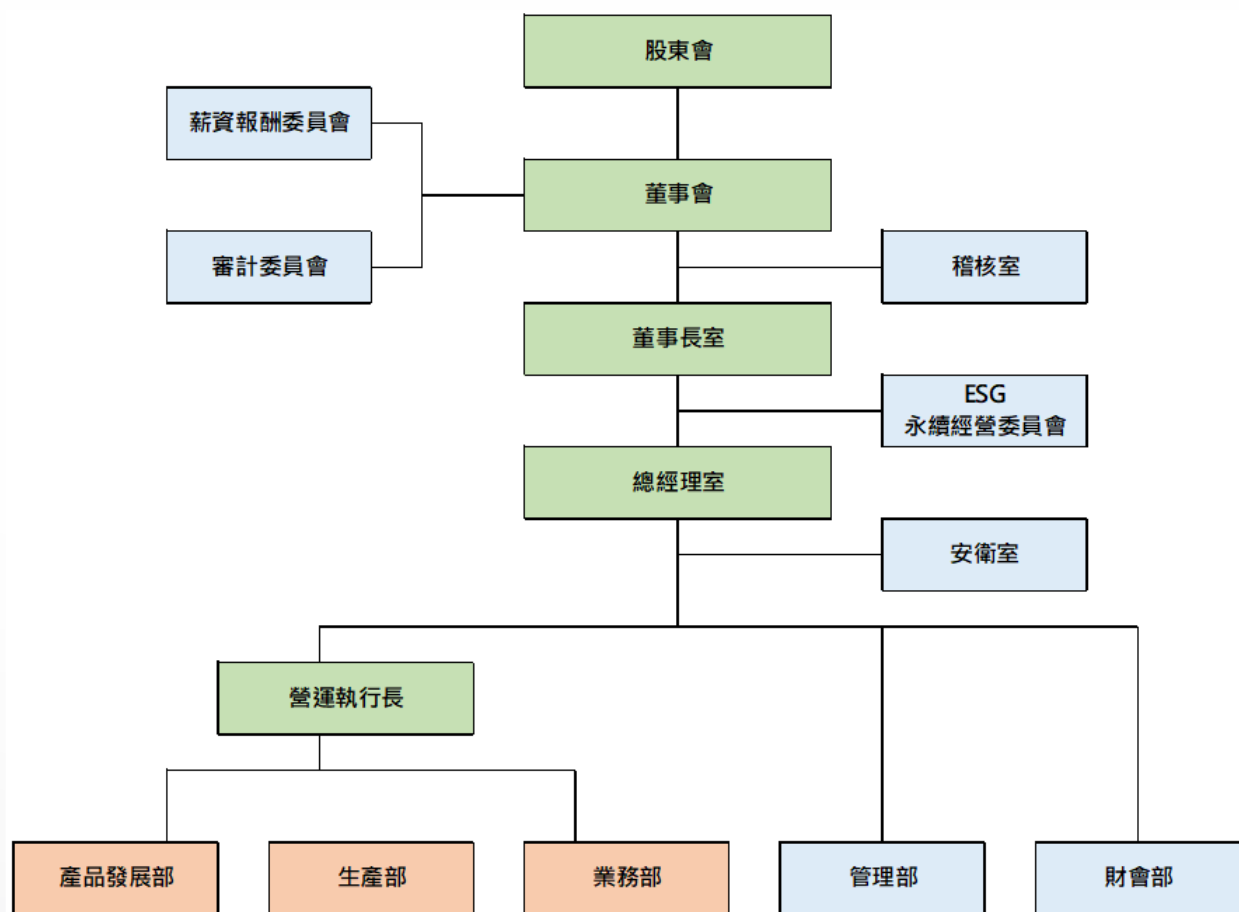 股東會
薪資報酬委員會
董事會
審計委員會
稽核室
董事長室
ESG
永續經營委員會
總經理室
安衛室
營運執行長
產品發展部
生產部
業務部
管理部
財會部